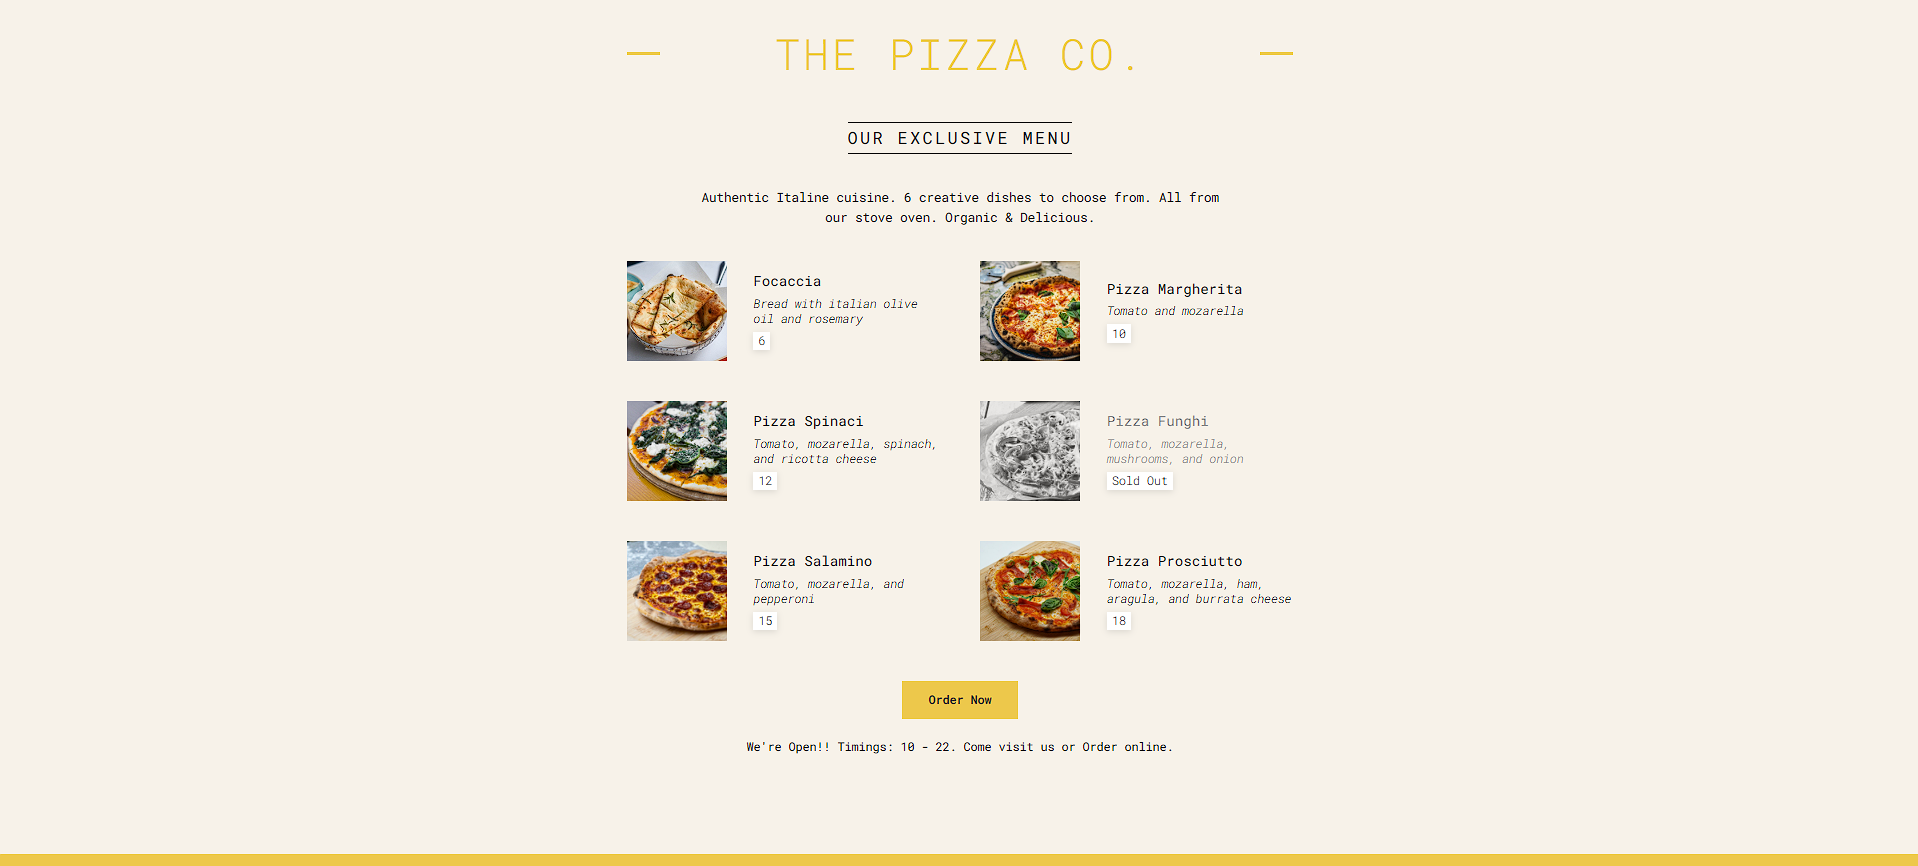 THE PIZZA CO.
OUR EXCLUSIVE MENU
Authentic Italine cuisine. 6 creative dishes to choose from. All from
our stove oven. Organic & Delicious.
Focaccia
Bread with italian olive
oil and rosemary
6
Pizza Margherita
Tomato and mozarella
10
Pizza Spinaci
Tomato, mozarella, spinach,
and ricotta cheese
12
Pizza Funghi
Tomato, mozarella,
mushrooms, and onion
Sold Out
Pizza Salamino
Tomato, mozarella, and
pepperoni
15
Pizza Prosciutto
Tomato, mozarella, ham,
aragula, and burrata cheese
18
Order Now
We're Open!! Timings: 10 - 22. Come visit us or Order online.